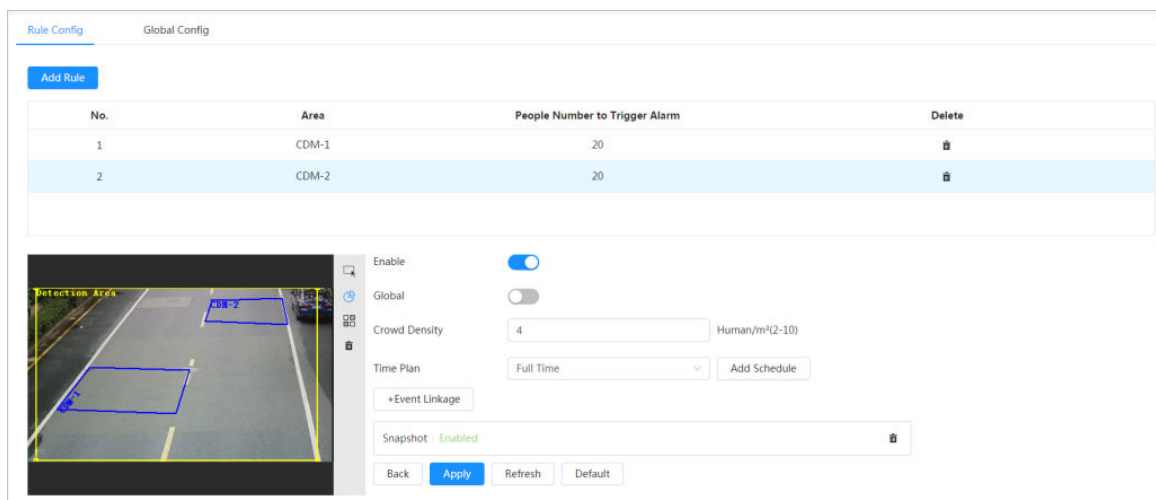 Rule Config Global Config
Add Rule
No. Area People Number to Trigger Alarm Delete
1 CDM-1 20
2 CDM-2 20
Enable
Detection Area
CDM-2
Global
Crowd Density 4 Human/m²(2-10)
Time Plan Full Time Add Schedule
CDM-1
+Event Linkage
Snapshot Enabled
Back Apply Refresh Default